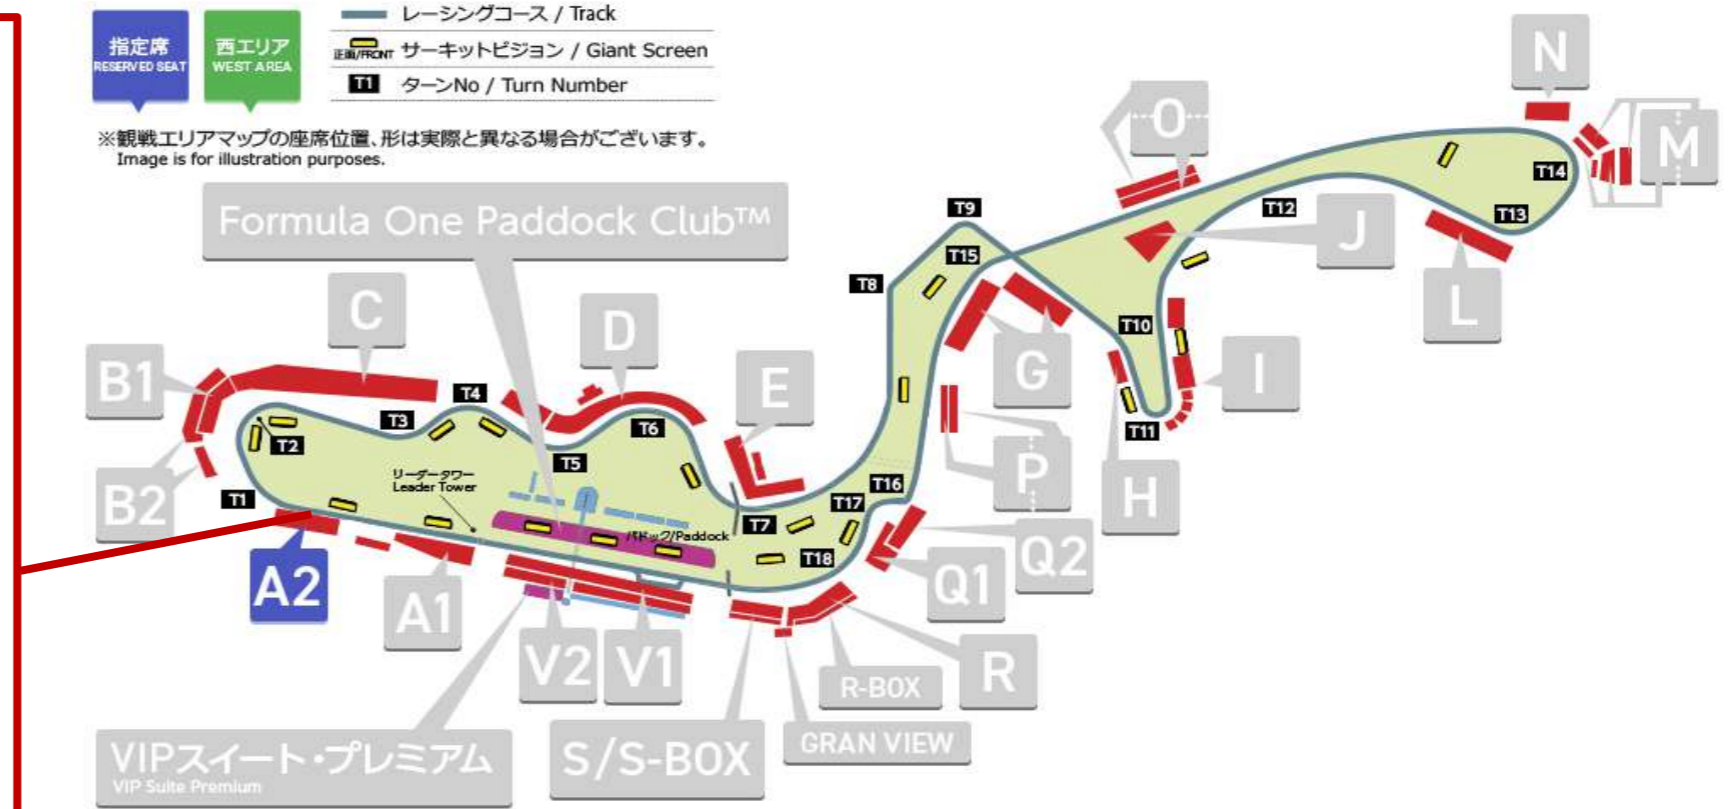 指定席
RESERVED SEAT
西エリア
WEST AREA
レーシングコース / Track
正面/FRONT サーキットビジョン / Giant Screen
T1 ターンNo / Turn Number
※観戦エリアマップの座席位置、形は実際と異なる場合がございます。
Image is for illustration purposes.
Formula One Paddock Club™
N
O
M
T14
T9
T12
T13
J
T15
T8
L
C
D
T10
B1
E
G
I
T4
T3
T6
T11
T2
T5
リーダータワー
Leader Tower
P
H
B2
T1
T16
T17
T7
パドック/Paddock
T18
Q2
A2
Q1
A1
V2
V1
R
R-BOX
VIPスイート・プレミアム
VIP Suite Premium
S/S-BOX
GRAN VIEW